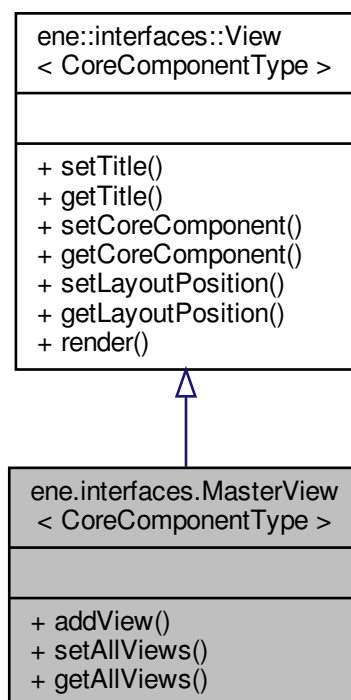 ene::interfaces::View
< CoreComponentType >
+ setTitle()
+ getTitle()
+ setCoreComponent()
+ getCoreComponent()
+ setLayoutPosition()
+ getLayoutPosition()
+ render()
ene.interfaces.MasterView
< CoreComponentType >
+ addView()
+ setAllViews()
+ getAllViews()